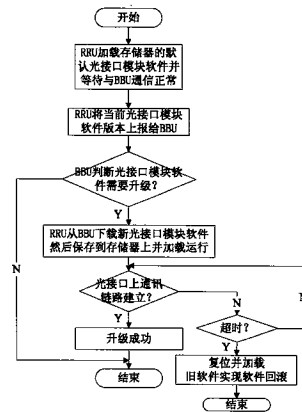 开始
RRU加载存储器的默
认光接口模块软件并
等待与BBU通信正常
RRU将当前光接口模块
软件版本上报给BBU
BBU判断光接口模块软
件需要升级?
Y
N
RRU从BBU下载新光接口模块软件
然后保存到存储器上并加载运行
光接口上通讯
链路建立?
N
Y
升级成功
超时?
N
Y
复位并加载
旧软件实现软件回滚
结束
结束